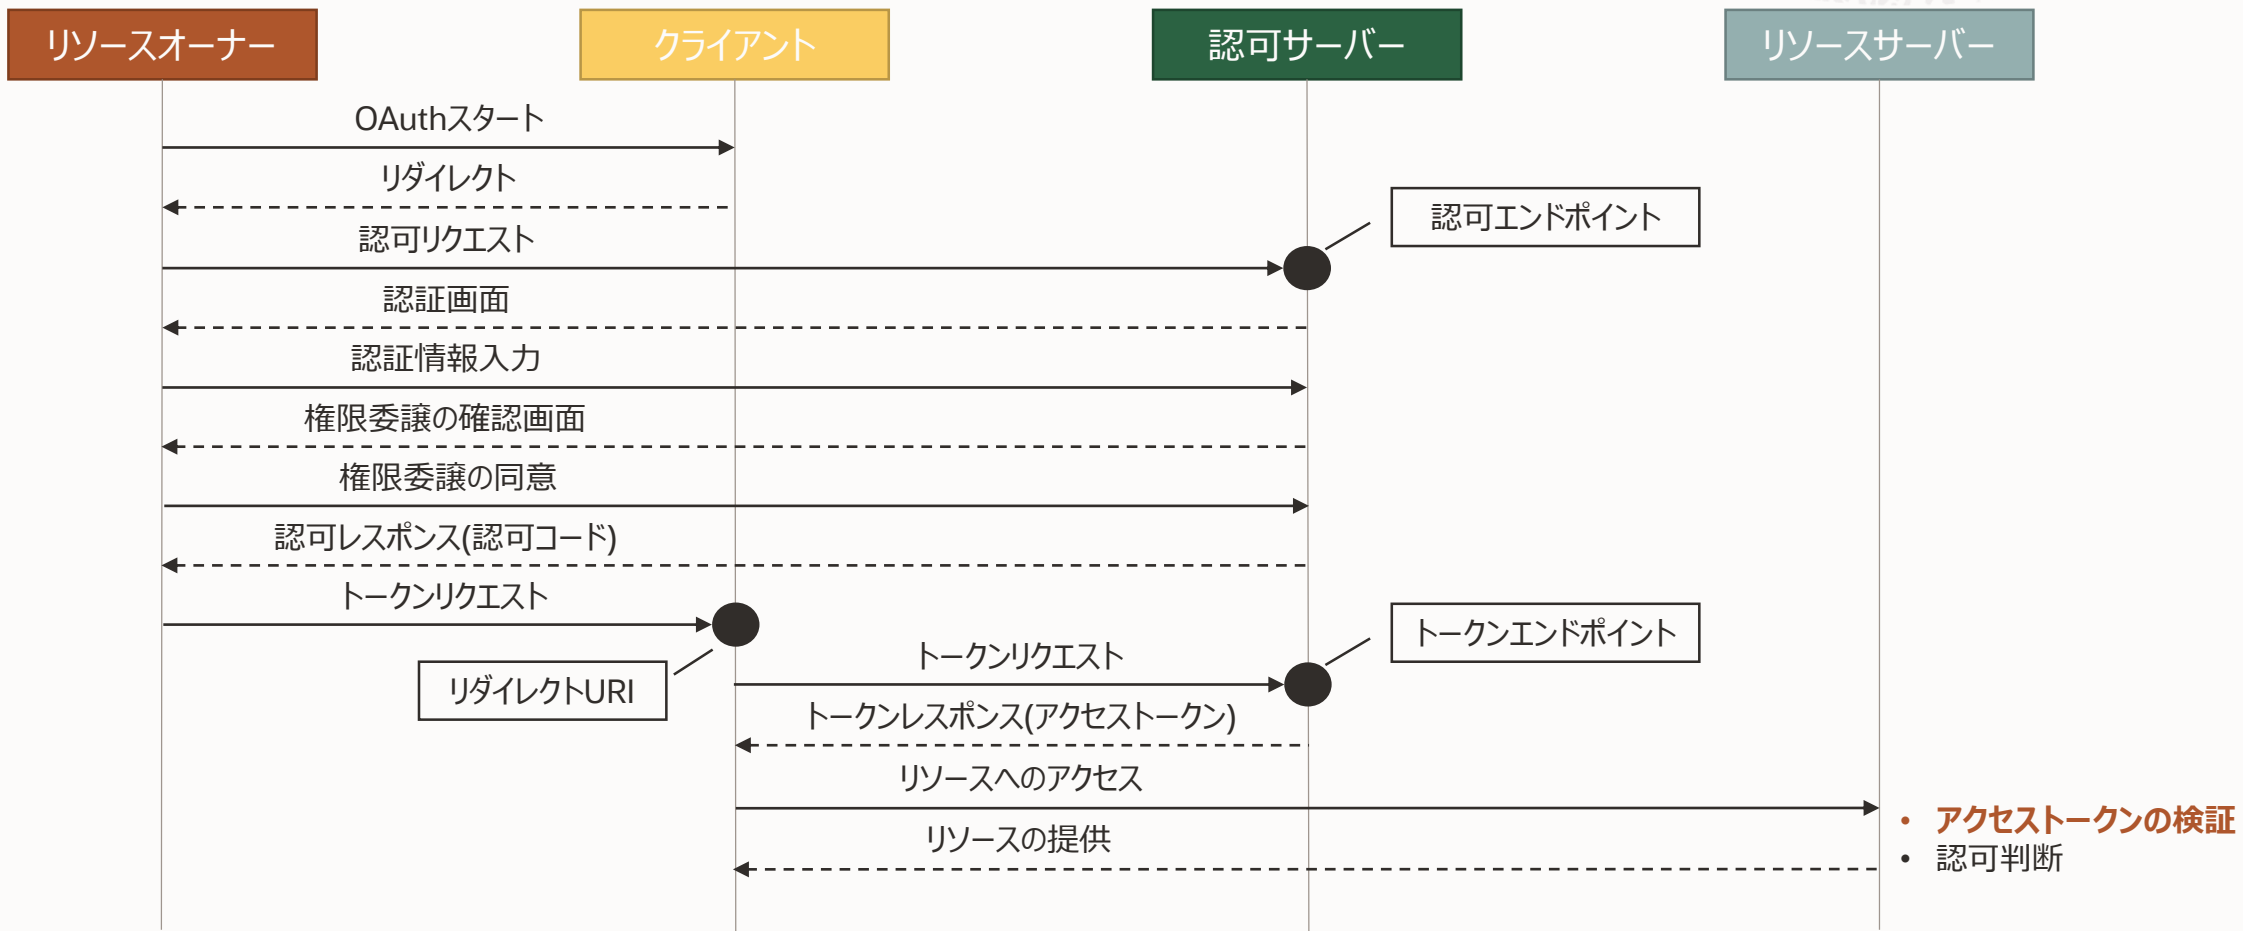 リソースオーナー
クライアント
認可サーバー
リソースサーバー
OAuthスタート
リダイレクト
認可リクエスト
認可エンドポイント
認証画面
認証情報入力
権限委譲の確認画面
権限委譲の同意
認可レスポンス(認可コード)
トークンリクエスト
リダイレクトURI
トークンリクエスト
トークンエンドポイント
トークンレスポンス(アクセストークン)
リソースへのアクセス
• アクセストークンの検証
• 認可判断
リソースの提供